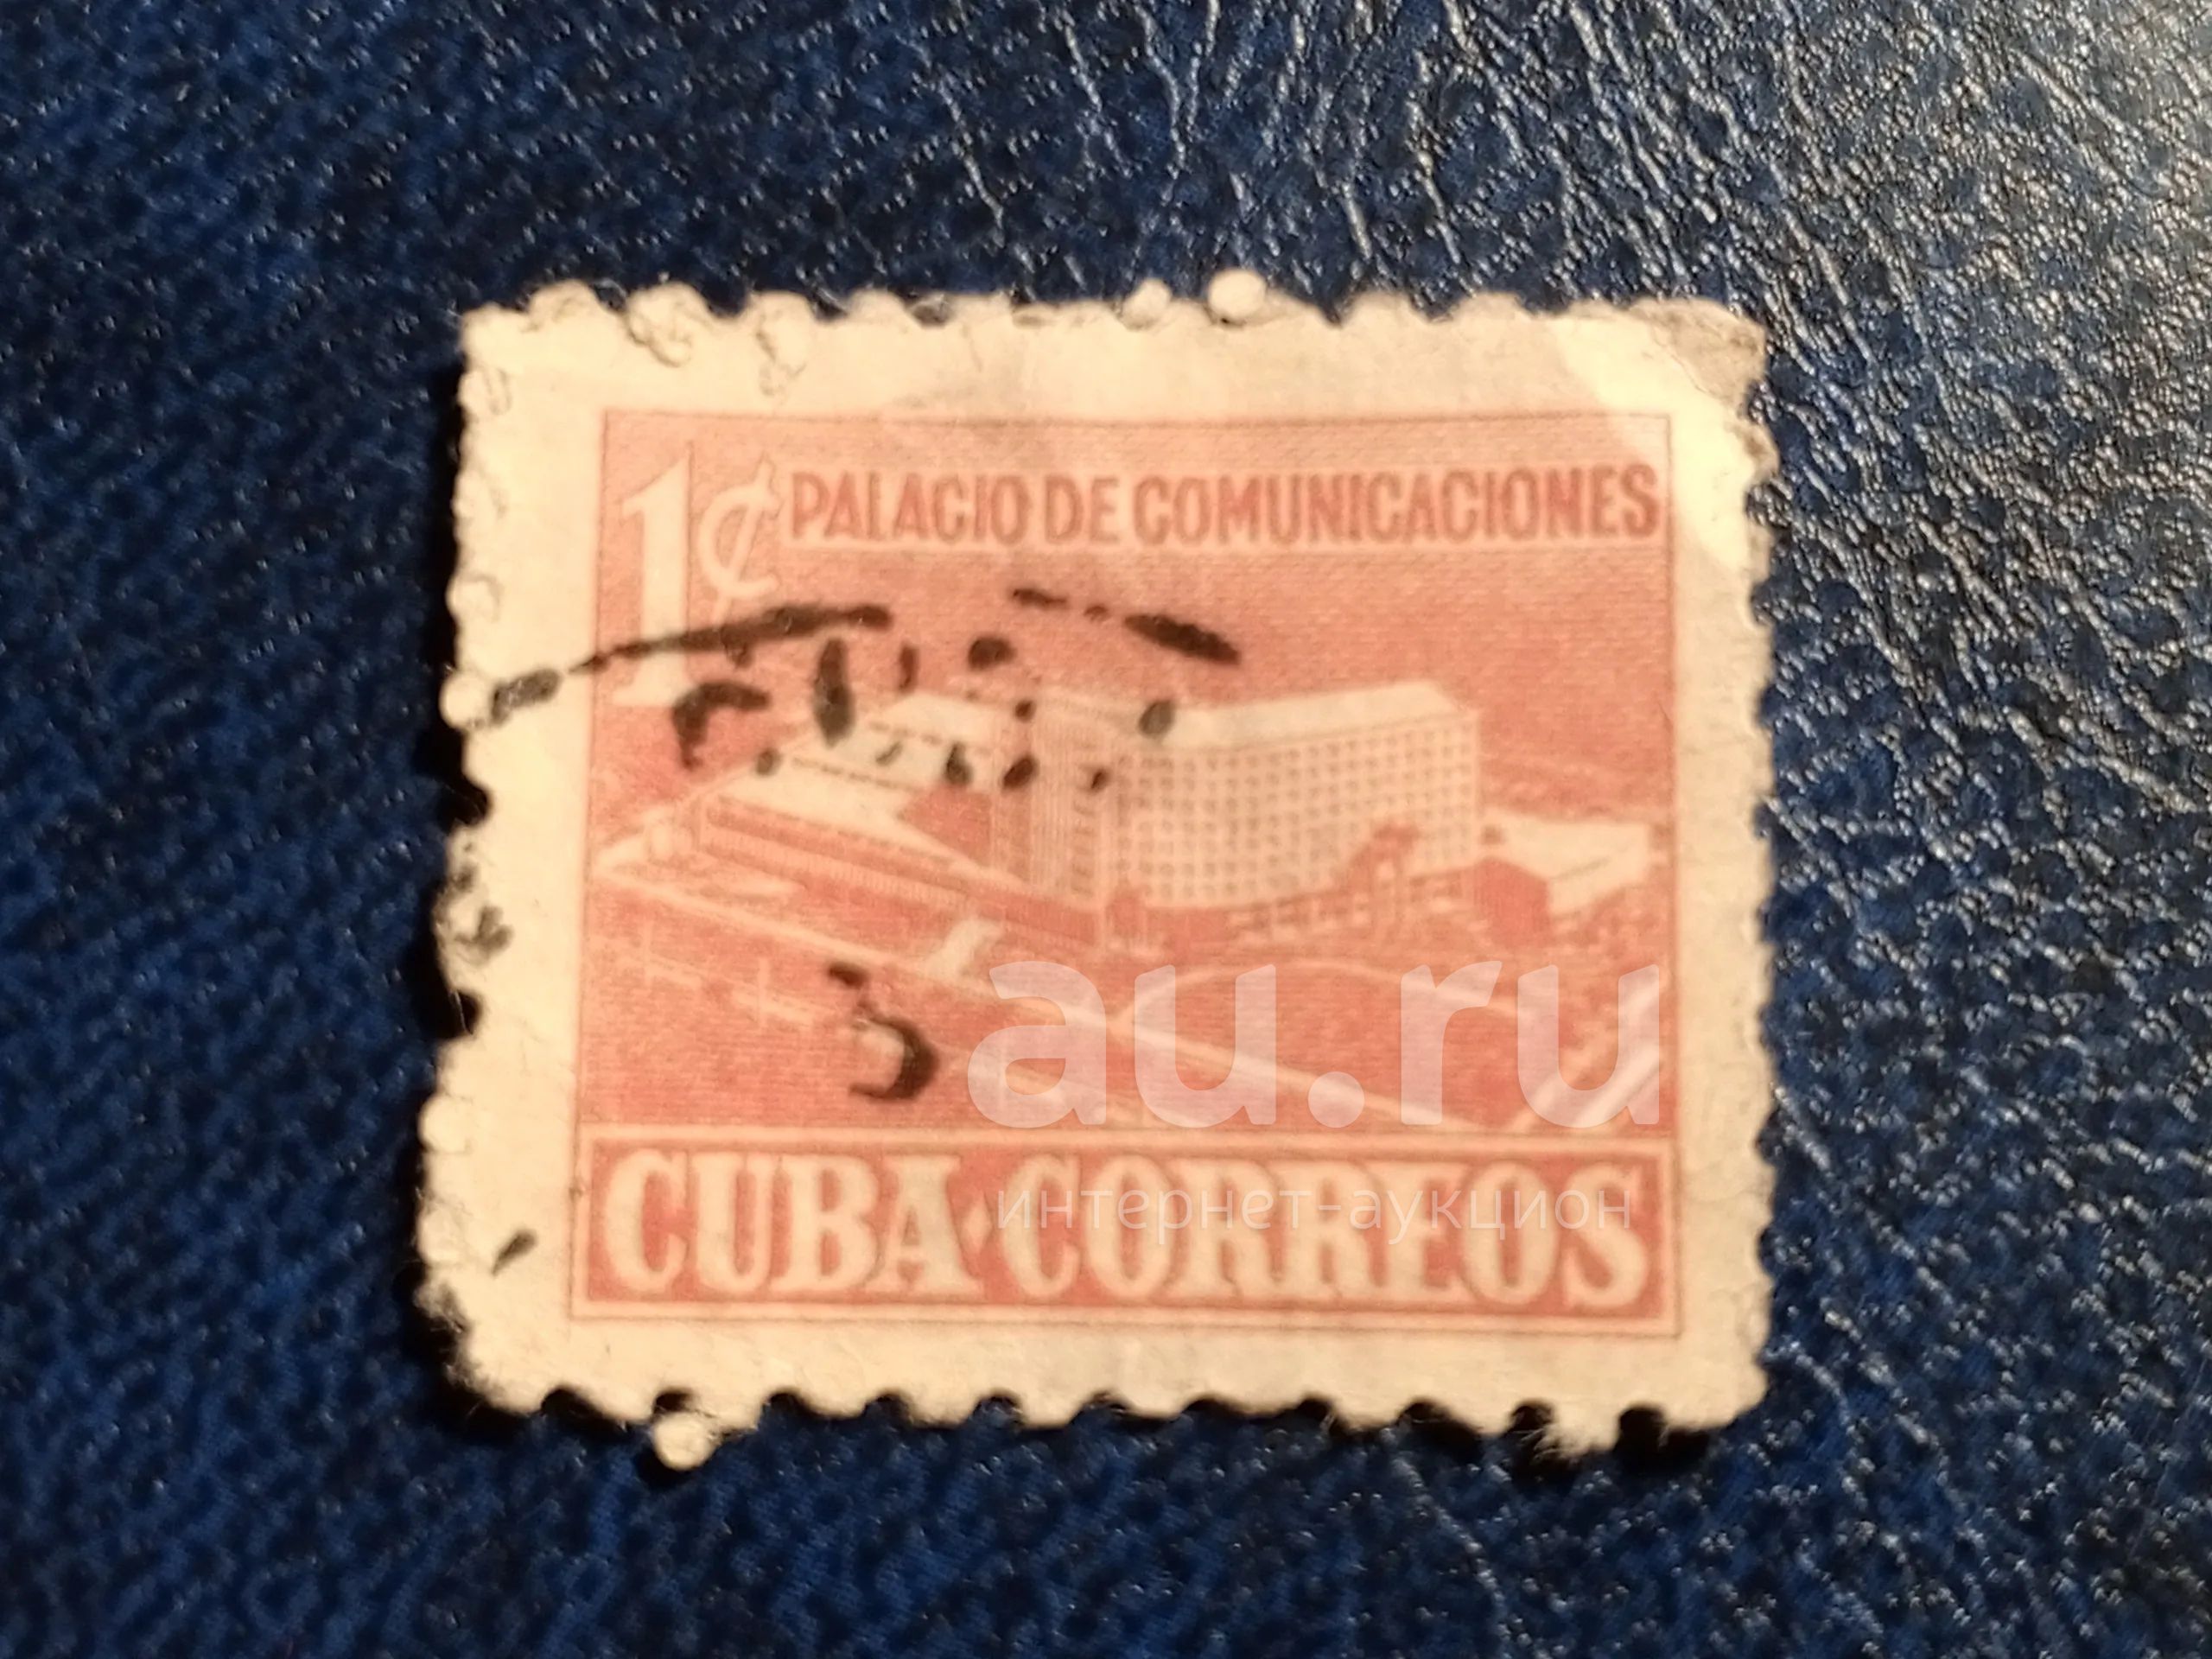 1¢ PALACIO DE COMUNICACIONES
au.ru
CUBA·CORREOS
интернет-аукцион